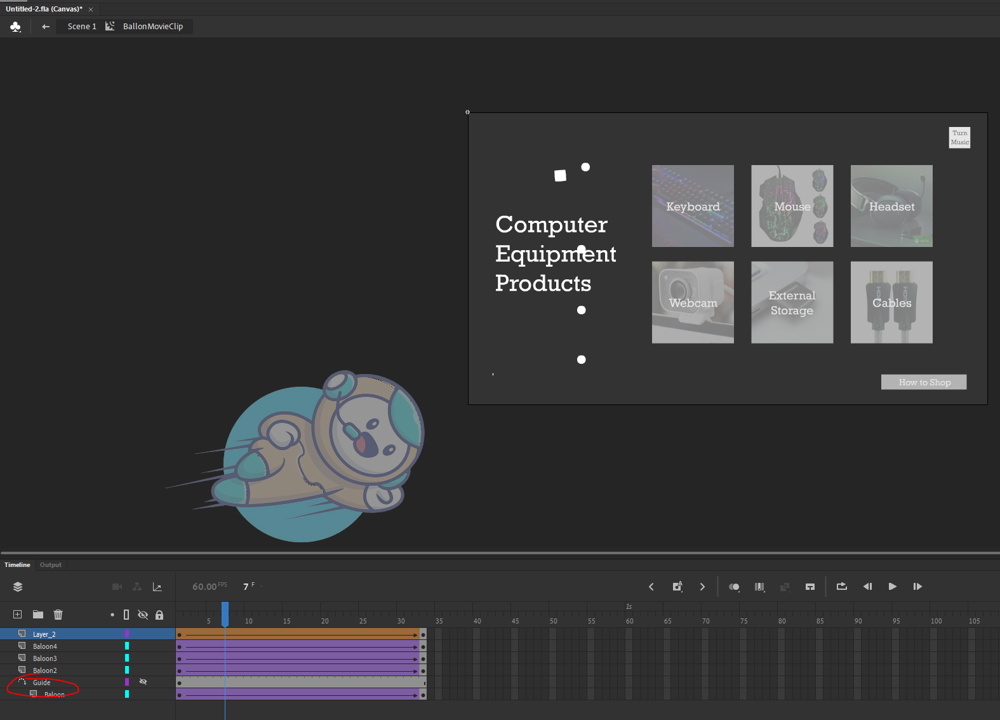 Untitled-2.fla (Canvas)* ×
Scene 1 BallonMovieClip
Turn
Music
Keyboard
Mouse
Headset
Computer
Equipment
Products
Webcam
External
Storage
Cables
How to Shop
Timeline Output
60.00 FPS 7 F
1s
5 10 15 20 25 30 35 40 45 50 55 60 65 70 75 80 85 90 95 100 105
Layer_2
Baloon4
Baloon3
Baloon2
Guide
Baloon